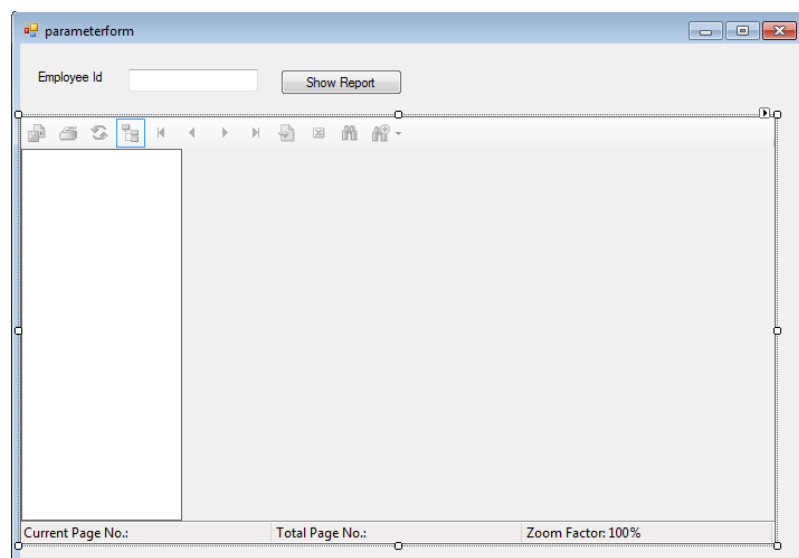 parameterform
Employee Id Show Report
Current Page No.: Total Page No.: Zoom Factor: 100%